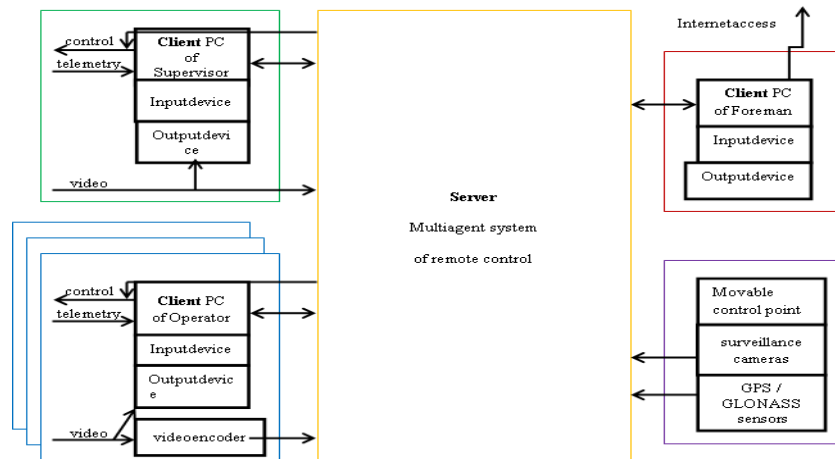 control
telemetry
Client PC
of
Supervisor
Inputdevice
Outputdevi
ce
video
control
telemetry
Client PC
of Operator
Inputdevice
Outputdevic
e
video
videoencoder
Server
Multiagent system
of remote control
Internetaccess
Client PC
of Foreman
Inputdevice
Outputdevice
Movable
control point
surveillance
cameras
GPS /
GLONASS
sensors